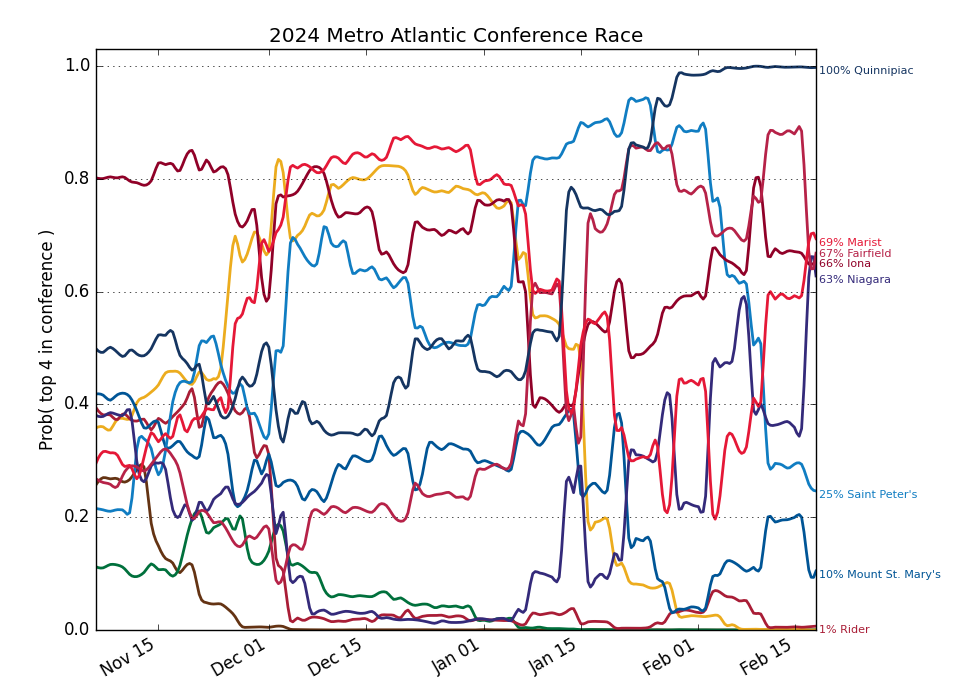 2024 Metro Atlantic Conference Race
Prob( top 4 in conference )
1.0
0.8
0.6
0.4
0.2
0.0
Nov 15
Dec 01
Dec 15
Jan 01
Jan 15
Feb 01
Feb 15
100% Quinnipiac
69% Marist
67% Fairfield
66% Iona
63% Niagara
25% Saint Peter's
10% Mount St. Mary's
1% Rider